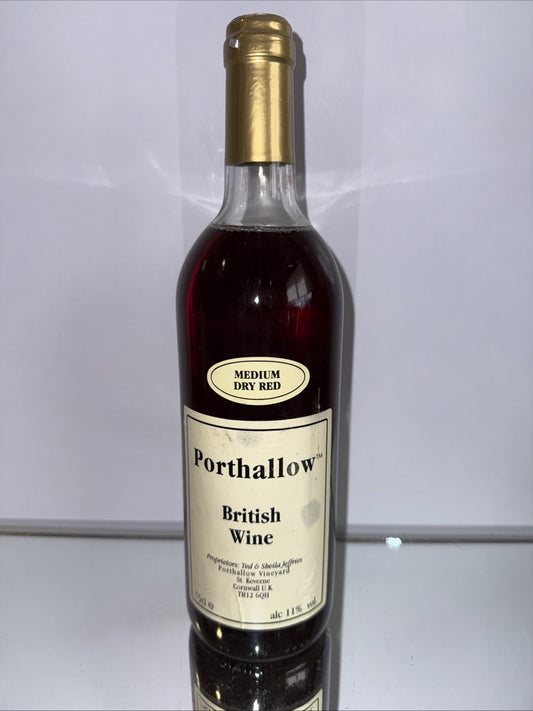 MEDIUM
DRY RED
Porthallow™
British
Wine
Proprietors: Ted & Sheila Jeffries
Porthallow Vineyard
St. Keverne
Cornwall U.K.
TR12 6QH
75cl ℮
alc 11% vol